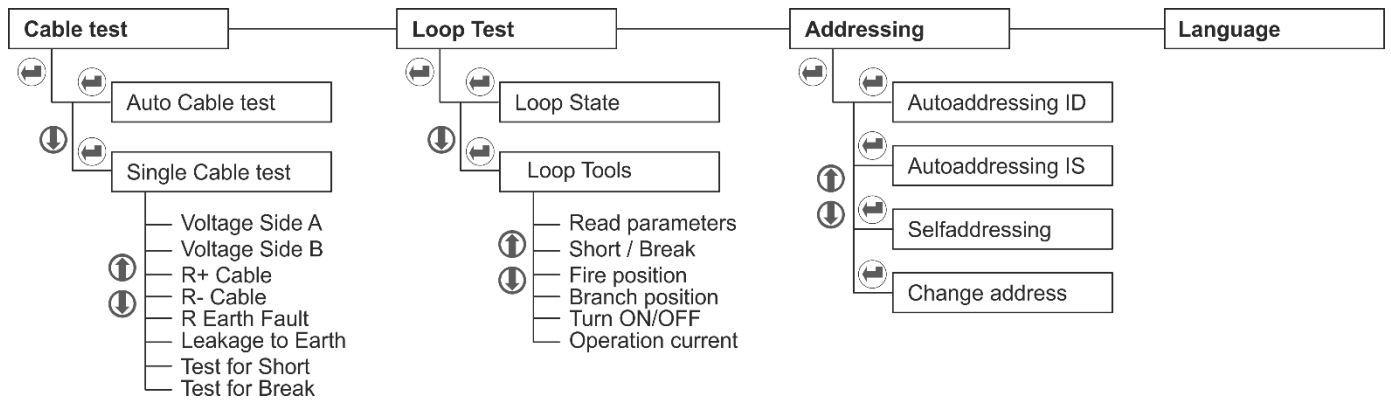 Cable test
Loop Test
Addressing
Language
Auto Cable test
Single Cable test
Voltage Side A
Voltage Side B
R+ Cable
R- Cable
R Earth Fault
Leakage to Earth
Test for Short
Test for Break
Loop State
Loop Tools
Read parameters
Short / Break
Fire position
Branch position
Turn ON/OFF
Operation current
Autoaddressing ID
Autoaddressing IS
Selfaddressing
Change address